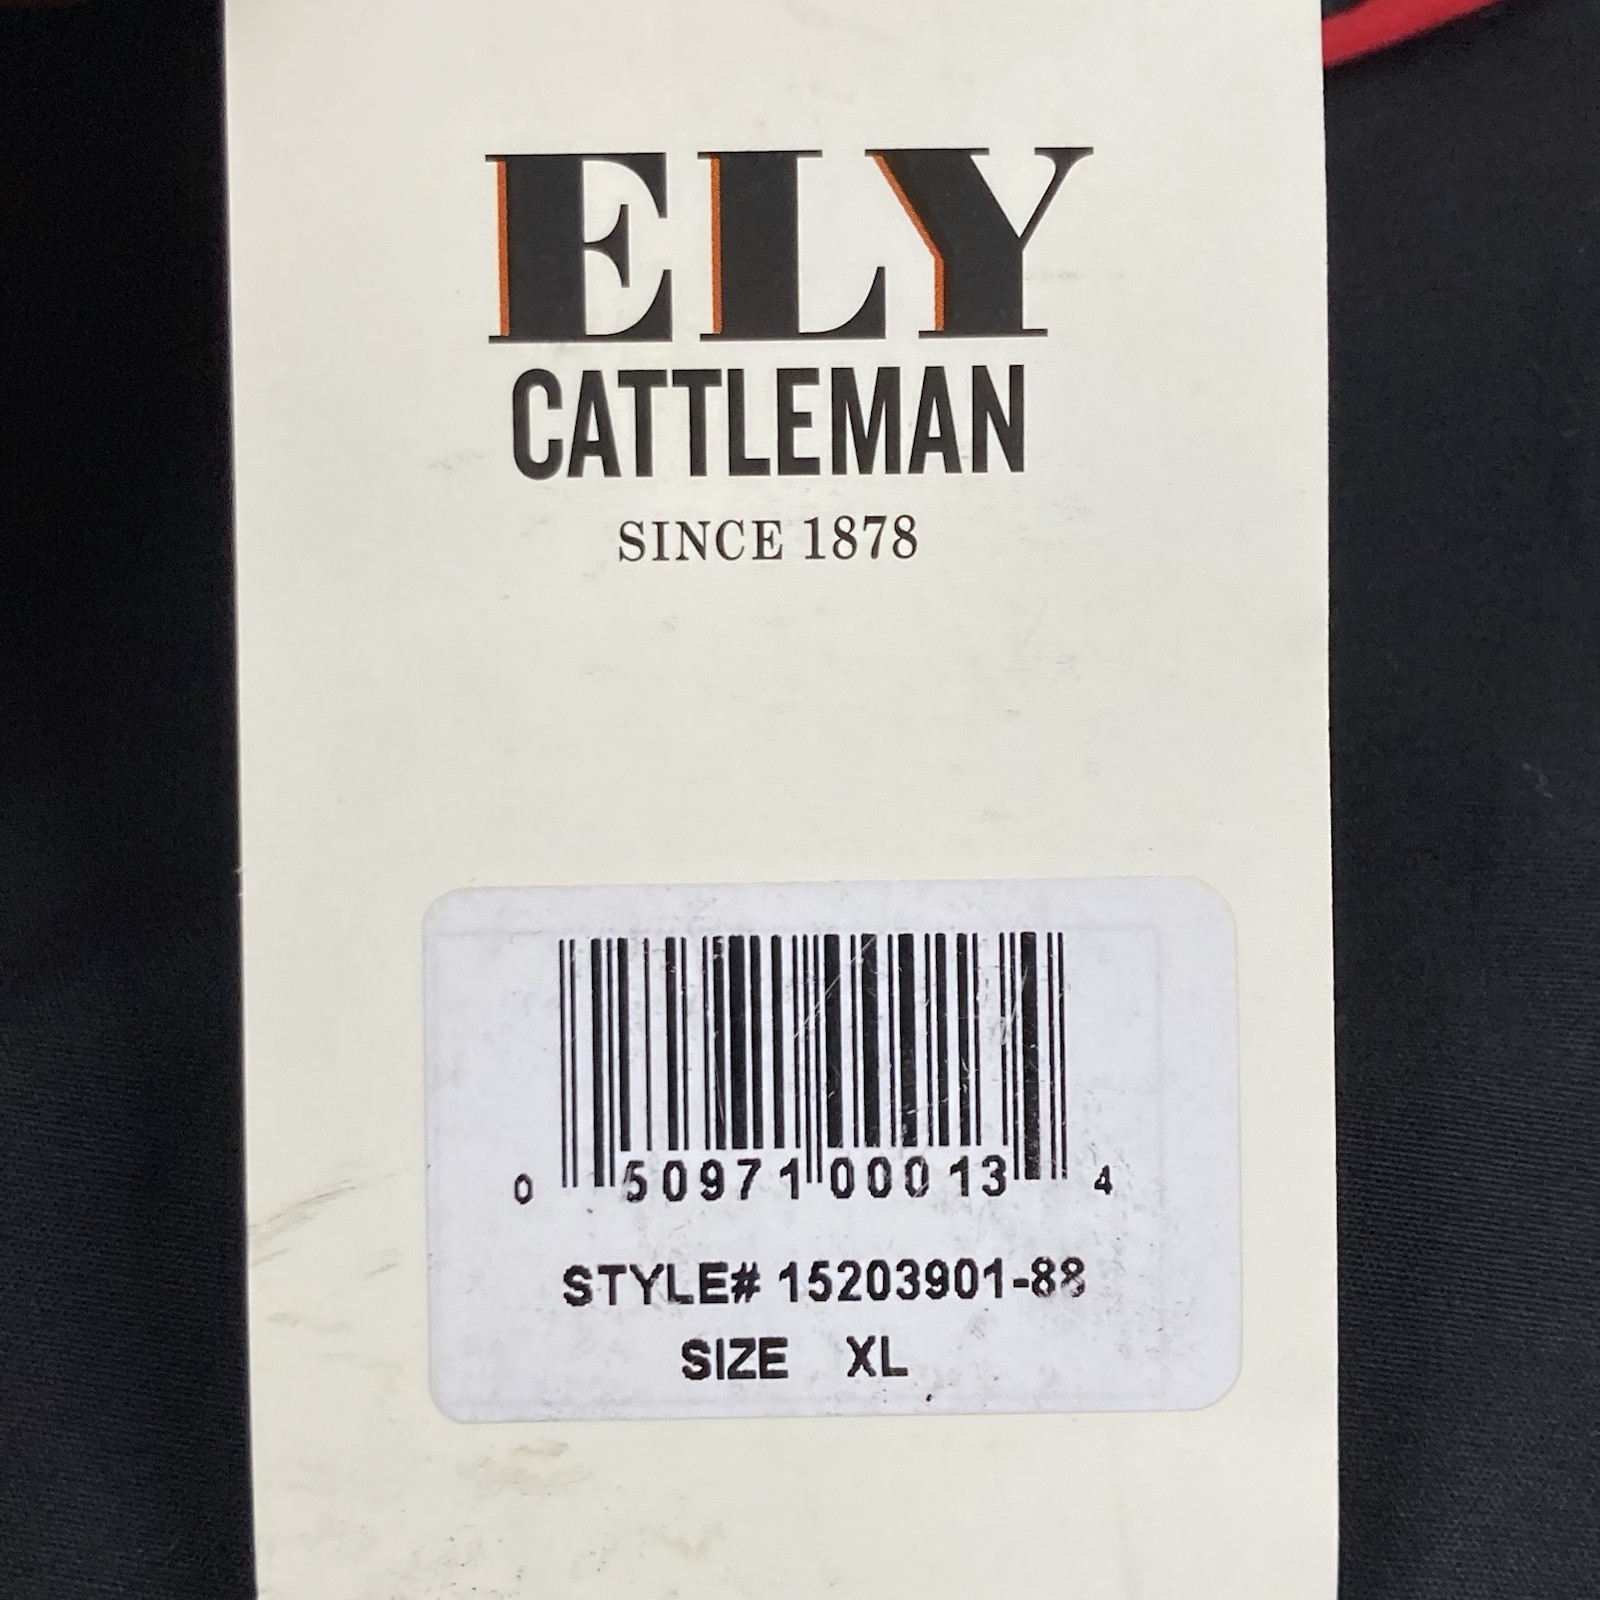 ELY
CATTLEMAN
SINCE 1878
0 50971 00013 4
STYLE# 15203901-88
SIZE XL